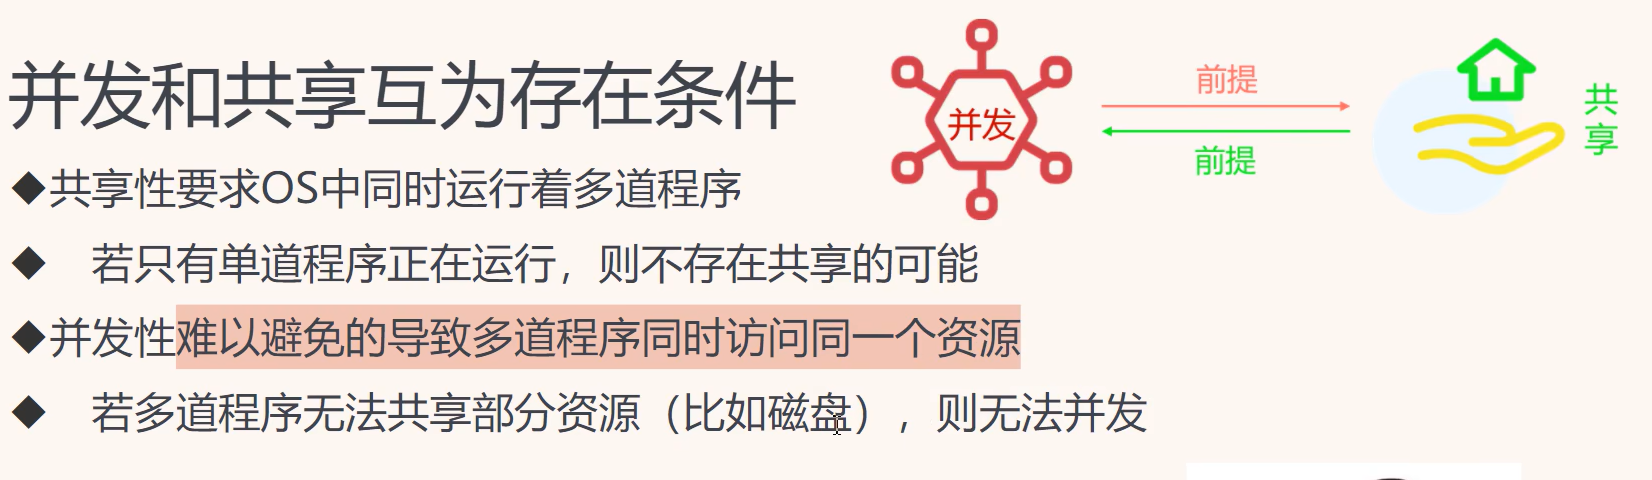 并发和共享互为存在条件
◆共享性要求OS中同时运行着多道程序
◆ 若只有单道程序正在运行，则不存在共享的可能
◆并发性难以避免的导致多道程序同时访问同一个资源
◆ 若多道程序无法共享部分资源（比如磁盘），则无法并发
并发
前提
前提
共享